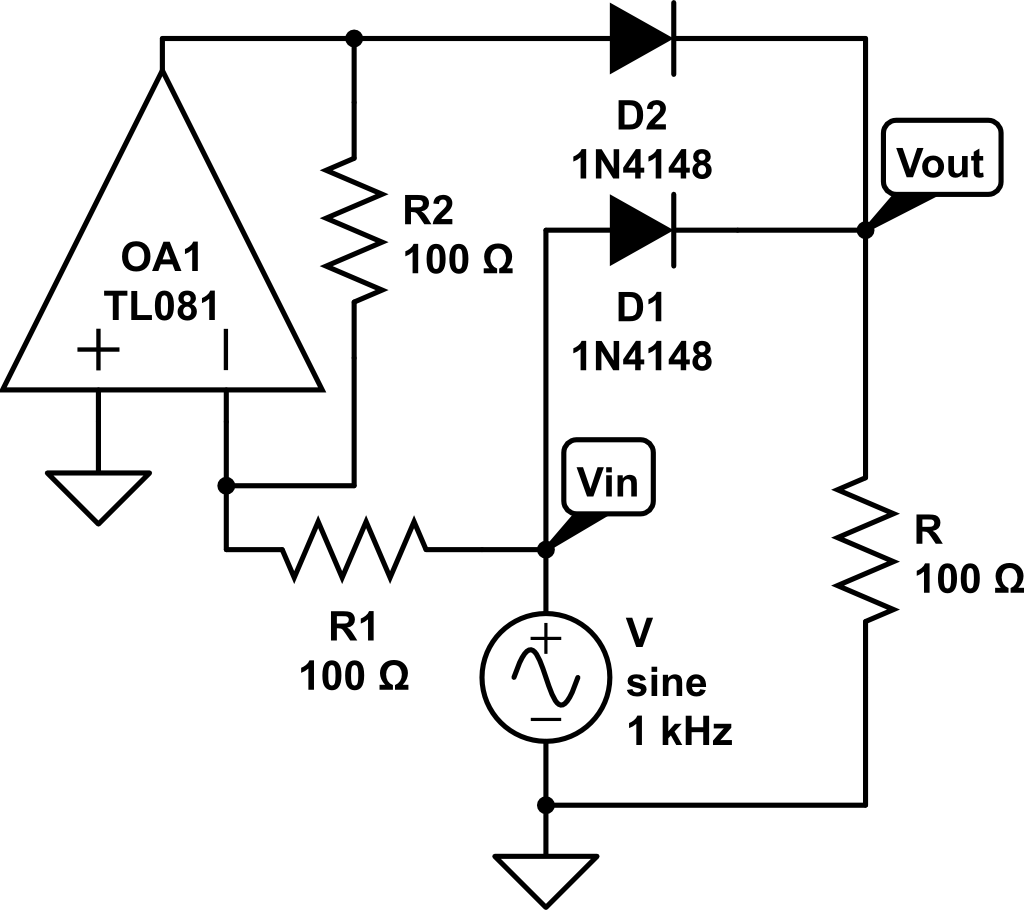 D2
1N4148
Vout
R2
100 Ω
OA1
TL081
+ −
D1
1N4148
Vin
R
100 Ω
R1
100 Ω
+
V
sine
1 kHz
−